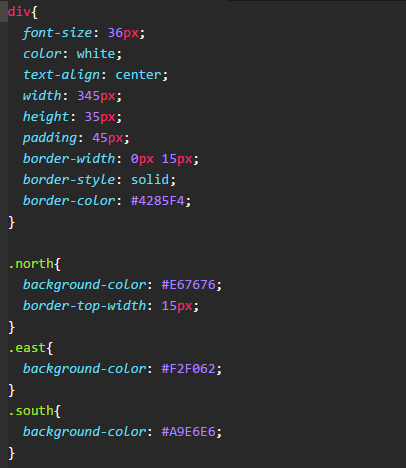 div{
  font-size: 36px;
  color: white;
  text-align: center;
  width: 345px;
  height: 35px;
  padding: 45px;
  border-width: 0px 15px;
  border-style: solid;
  border-color: #4285F4;
}

.north{
  background-color: #E67676;
  border-top-width: 15px;
}
.east{
  background-color: #F2F062;
}
.south{
  background-color: #A9E6E6;
}